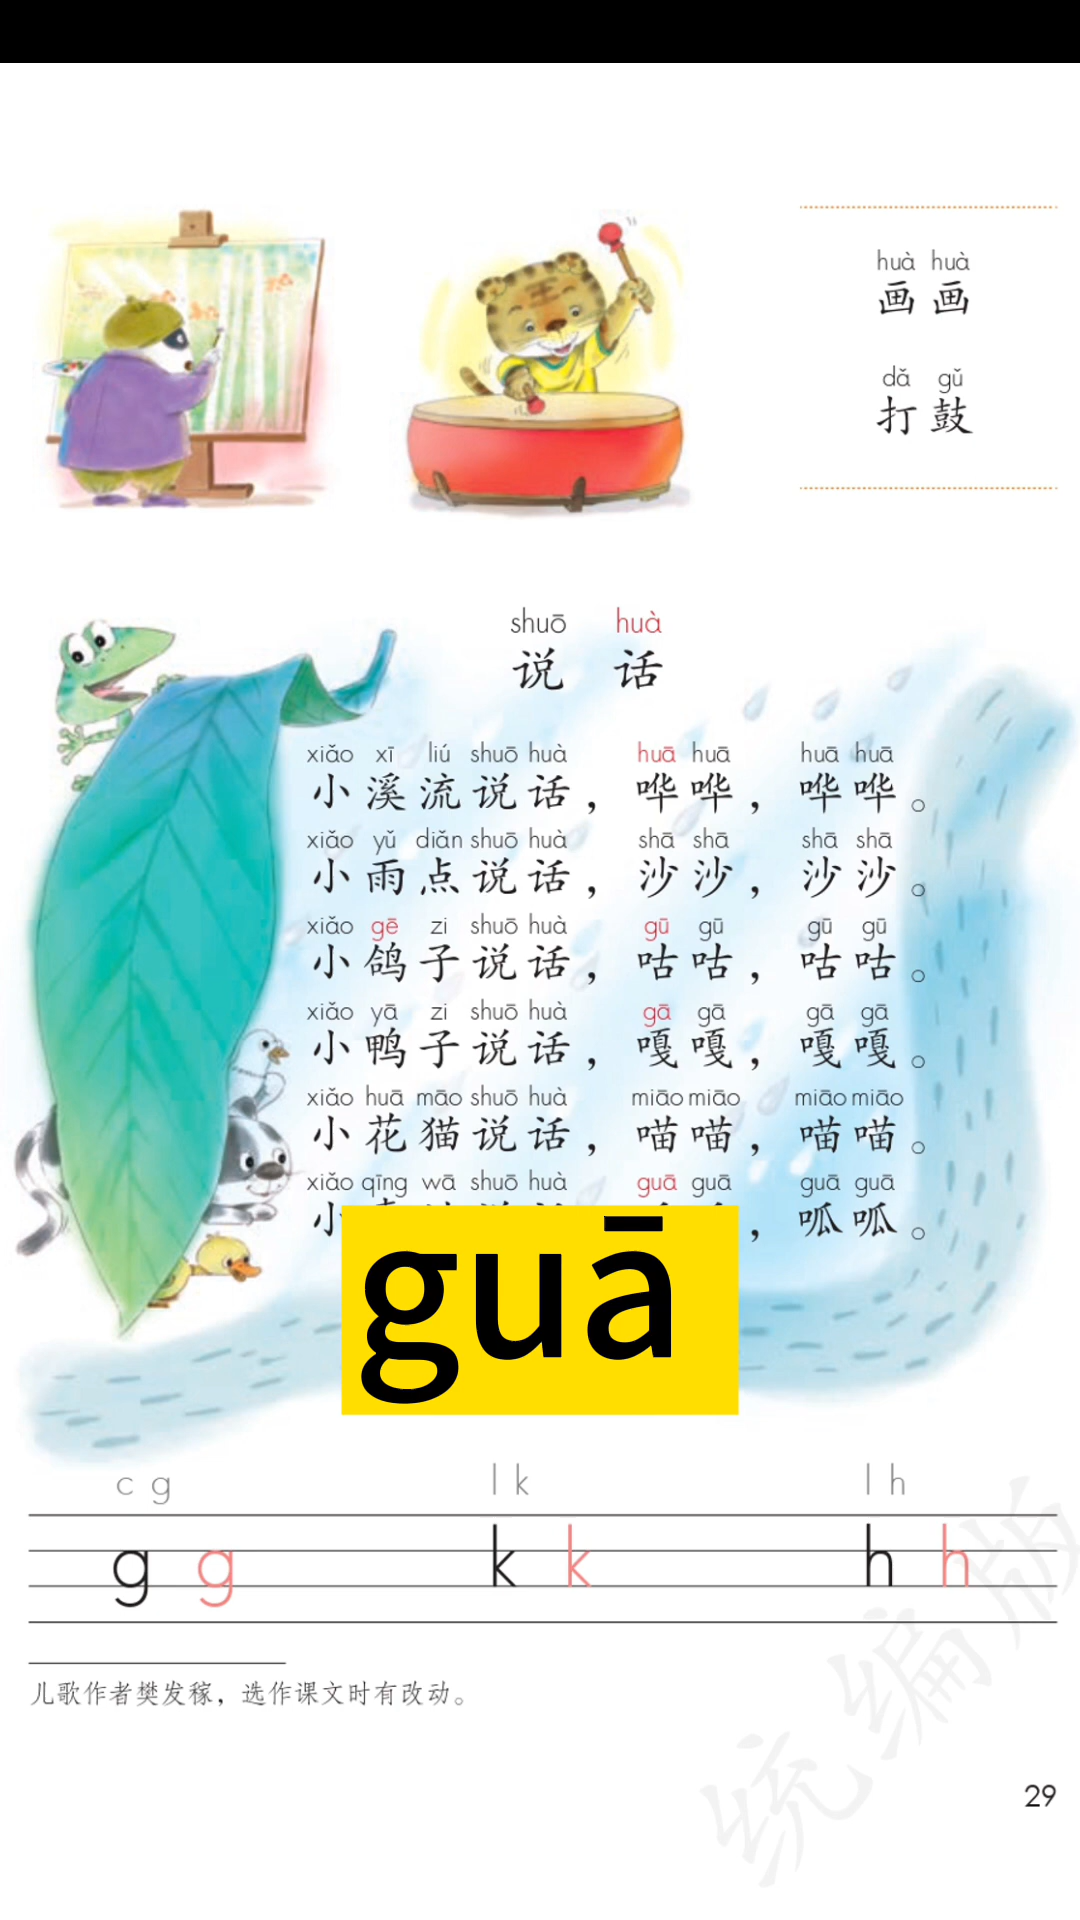 huà huà
画 画
dǎ gǔ
打 鼓
shuō huà
说 话
xiǎo xī liú shuō huà huā huā huā huā
小溪流说话，哗哗，哗哗。
xiǎo yǔ diǎn shuō huà shā shā shā shā
小雨点说话，沙沙，沙沙。
xiǎo gē zi shuō huà gū gū gū gū
小鸽子说话，咕咕，咕咕。
xiǎo yā zi shuō huà gā gā gā gā
小鸭子说话，嘎嘎，嘎嘎。
xiǎo huā māo shuō huà miāo miāo miāo miāo
小花猫说话，喵喵，喵喵。
xiǎo qīng wā shuō huà guā guā guā guā
小 ，呱呱。
guā
c g l k l h
g g k k h h
儿歌作者樊发稼，选作课文时有改动。
统编版
29